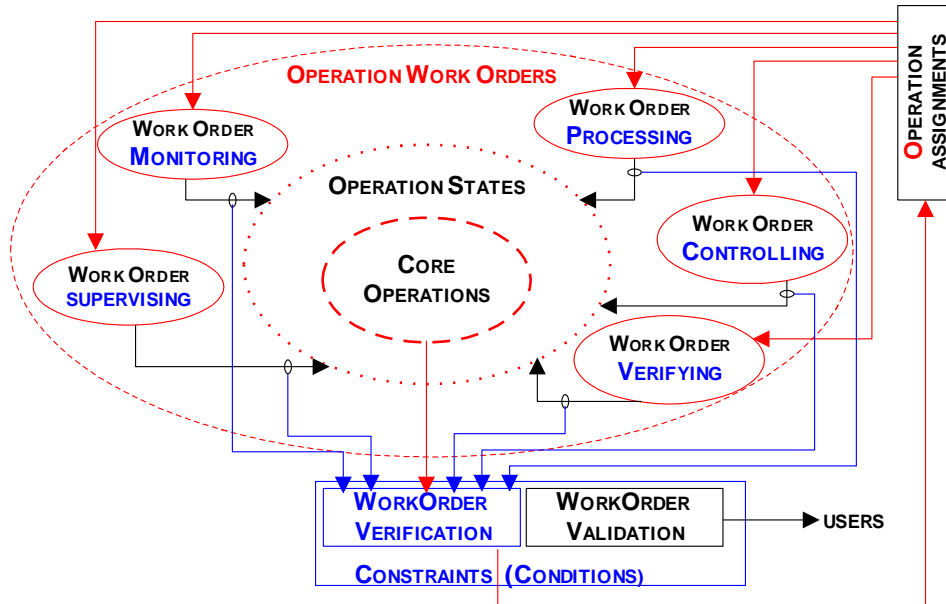 OPERATION WORK ORDERS
OPERATION
ASSIGNMENTS
WORK ORDER
MONITORING
WORK ORDER
PROCESSING
OPERATION STATES
WORK ORDER
CONTROLLING
CORE
OPERATIONS
WORK ORDER
SUPERVISING
WORK ORDER
VERIFYING
WORKORDER
VERIFICATION
WORKORDER
VALIDATION
USERS
CONSTRAINTS (CONDITIONS)